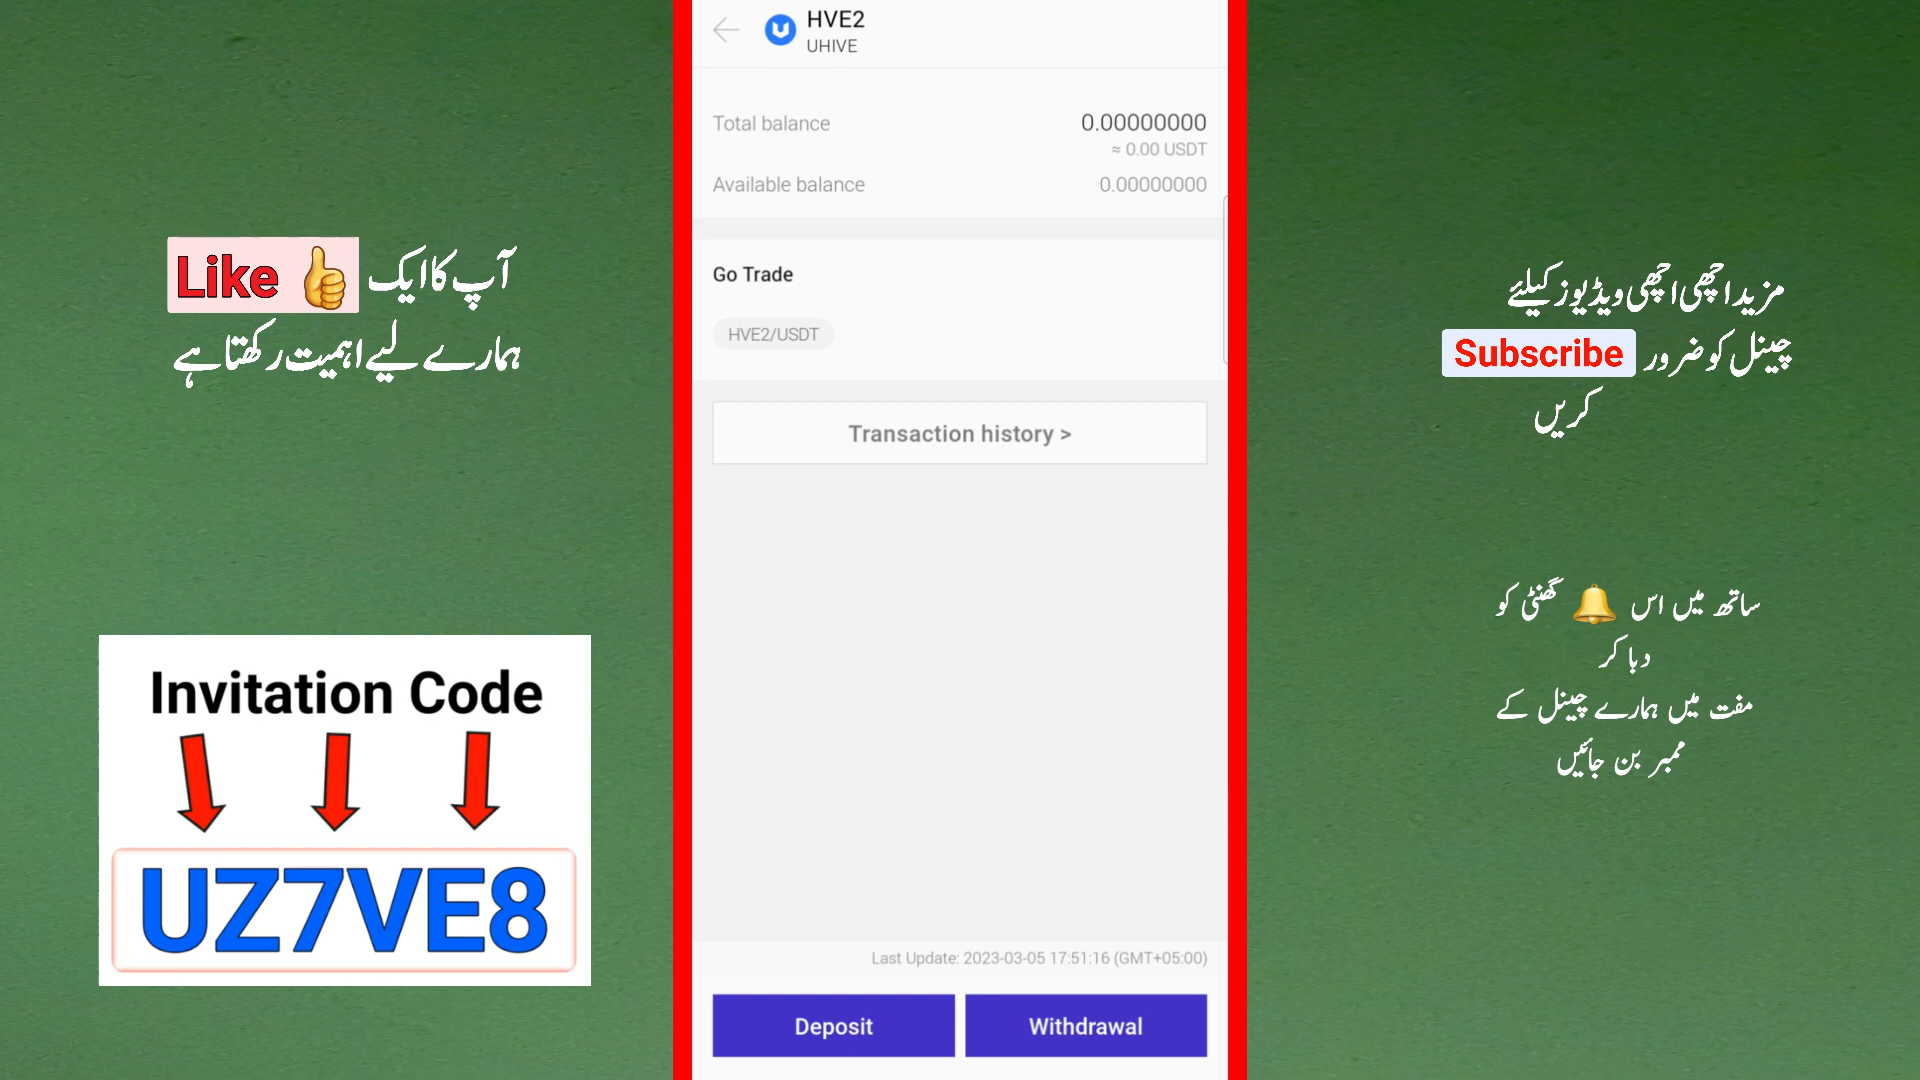 آپ کا ایک 👍 Like
ہمارے لیے اہمیت رکھتا ہے
Invitation Code
UZ7VE8
HVE2
UHIVE
Total balance 0.00000000
≈ 0.00 USDT
Available balance 0.00000000
Go Trade
HVE2/USDT
Transaction history >
Last Update: 2023-03-05 17:51:16 (GMT+05:00)
Deposit Withdrawal
مزید اچھی اچھی ویڈیوز کیلئے
چینل کو ضرور Subscribe
کریں
ساتھ میں اس 🔔 گھنٹی کو
دبا کر
مفت میں ہمارے چینل کے
ممبر بن جائیں